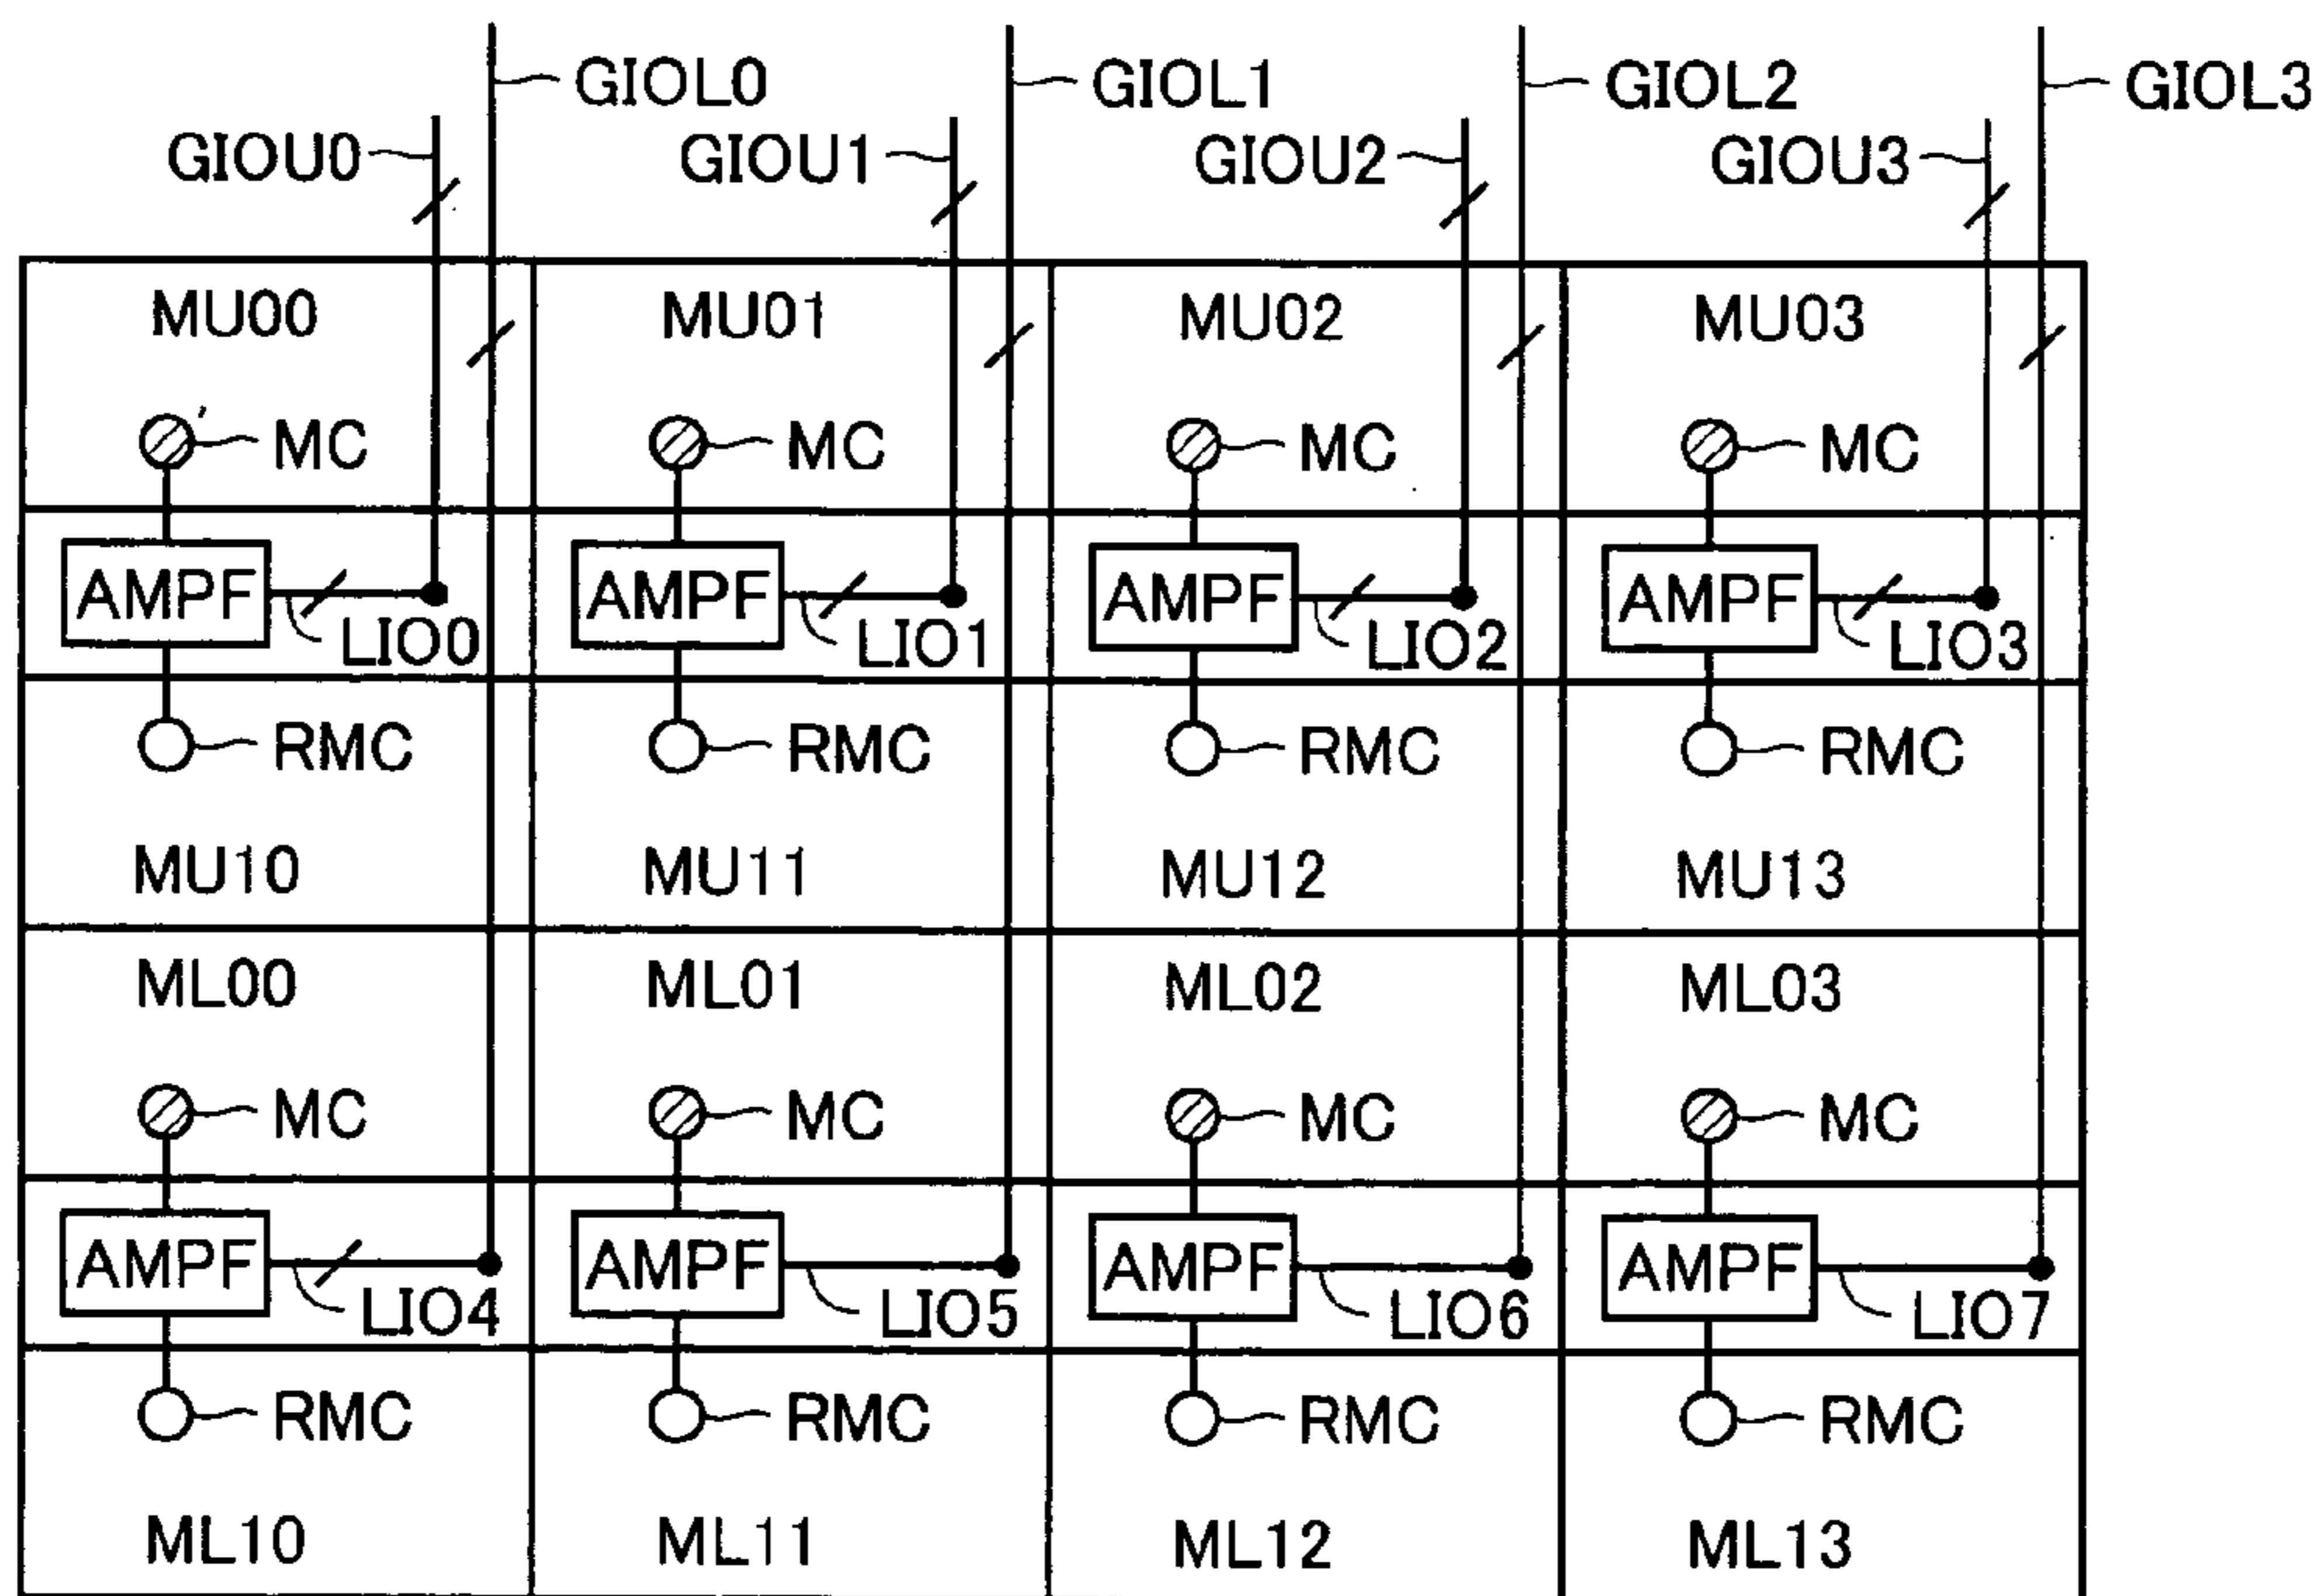 GIOL0 GIOL1 GIOL2 GIOL3
GIOU0 GIOU1 GIOU2 GIOU3
MU00 MU01 MU02 MU03
MC MC MC MC
AMPF AMPF AMPF AMPF
LIO0 LIO1 LIO2 LIO3
RMC RMC RMC RMC
MU10 MU11 MU12 MU13
ML00 ML01 ML02 ML03
MC MC MC MC
AMPF AMPF AMPF AMPF
LIO4 LIO5 LIO6 LIO7
RMC RMC RMC RMC
ML10 ML11 ML12 ML13